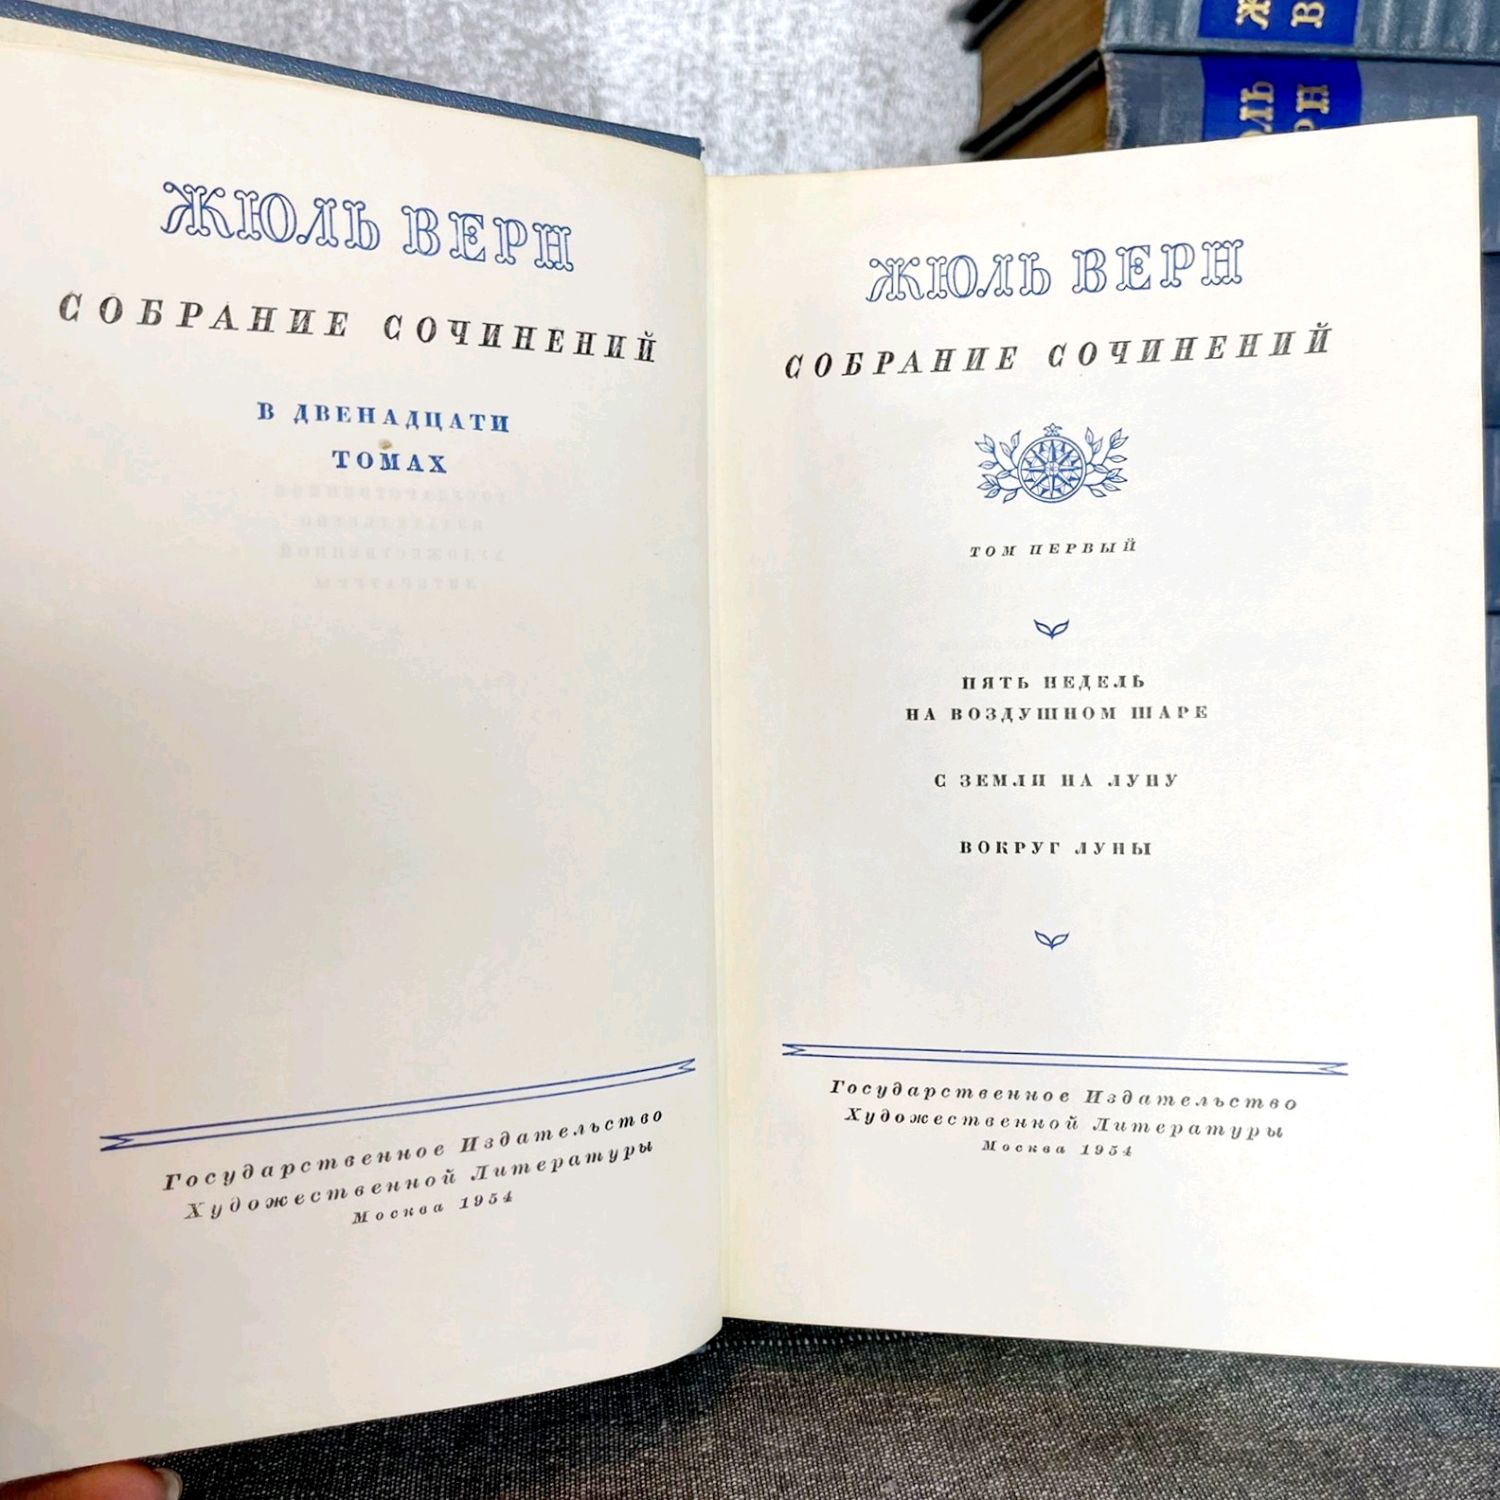 ЖЮЛЬ ВЕРН
СОБРАНИЕ СОЧИНЕНИЙ
В ДВЕНАДЦАТИ
ТОМАХ
Государственное Издательство
Художественной Литературы
Москва 1954
ЖЮЛЬ ВЕРН
СОБРАНИЕ СОЧИНЕНИЙ
ТОМ ПЕРВЫЙ
ПЯТЬ НЕДЕЛЬ
НА ВОЗДУШНОМ ШАРЕ
С ЗЕМЛИ НА ЛУНУ
ВОКРУГ ЛУНЫ
Государственное Издательство
Художественной Литературы
Москва 1954